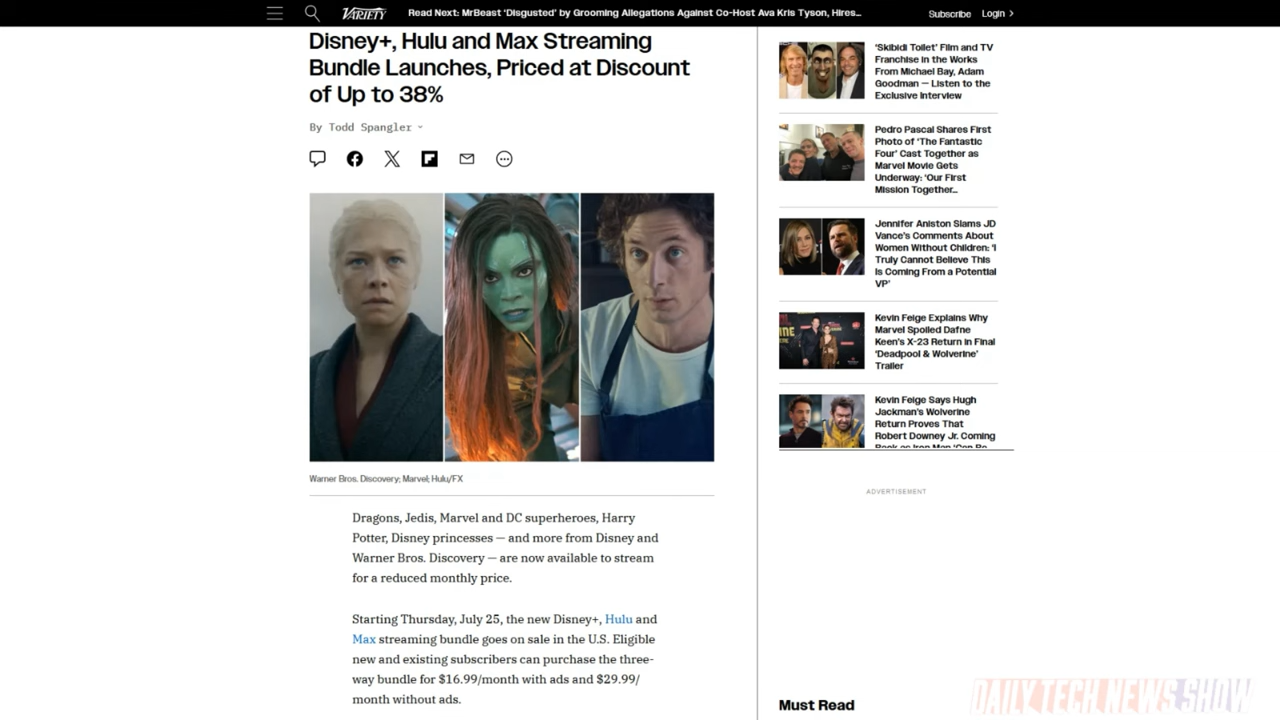 VARIETY
Read Next: MrBeast 'Disgusted' by Grooming Allegations Against Co-Host Ava Kris Tyson, Hires...
Subscribe
Login
Disney+, Hulu and Max Streaming
Bundle Launches, Priced at Discount
of Up to 38%
By Todd Spangler
Warner Bros. Discovery; Marvel; Hulu/FX
Dragons, Jedis, Marvel and DC superheroes, Harry
Potter, Disney princesses — and more from Disney and
Warner Bros. Discovery — are now available to stream
for a reduced monthly price.
Starting Thursday, July 25, the new Disney+, Hulu and
Max streaming bundle goes on sale in the U.S. Eligible
new and existing subscribers can purchase the three-
way bundle for $16.99/month with ads and $29.99/
month without ads.
'Skibidi Toilet' Film and TV
Franchise in the Works
From Michael Bay, Adam
Goodman — Listen to the
Exclusive Interview
Pedro Pascal Shares First
Photo of 'The Fantastic
Four' Cast Together as
Marvel Movie Gets
Underway: 'Our First
Mission Together...
Jennifer Aniston Slams JD
Vance's Comments About
Women Without Children: 'I
Truly Cannot Believe This
Is Coming From a Potential
VP'
Kevin Feige Explains Why
Marvel Spoiled Dafne
Keen's X-23 Return in Final
'Deadpool & Wolverine'
Trailer
Kevin Feige Says Hugh
Jackman's Wolverine
Return Proves That
Robert Downey Jr. Coming
Back as Iron Man 'Can Be
ADVERTISEMENT
Must Read
DAILY TECH NEWS SHOW